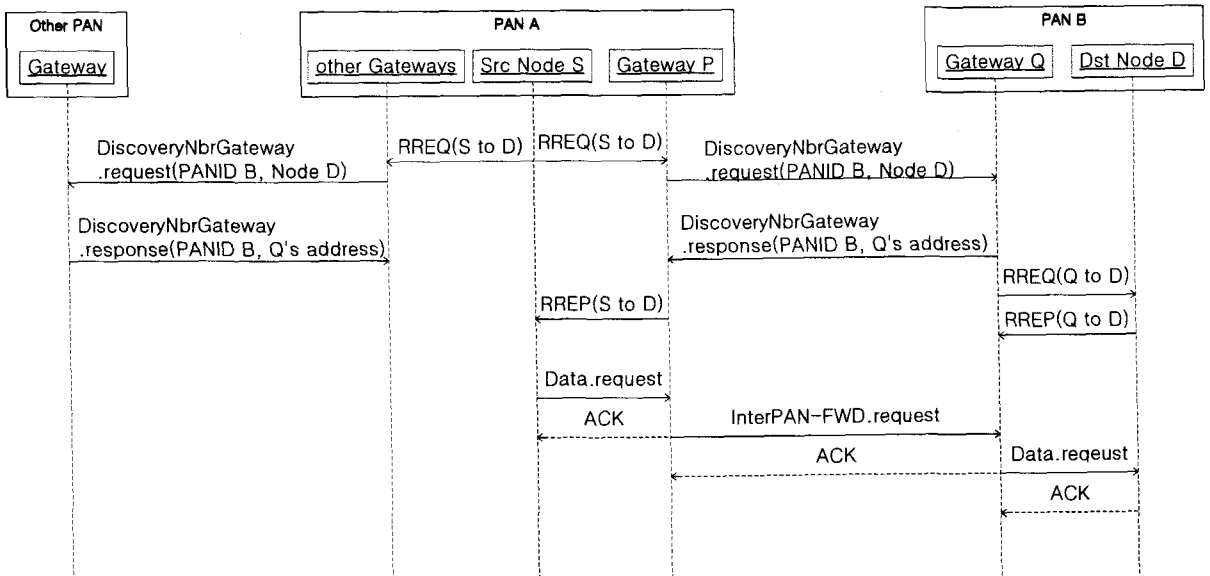 Other PAN
PAN A
PAN B
Gateway
other Gateways
Src Node S
Gateway P
Gateway Q
Dst Node D
DiscoveryNbrGateway
.request(PANID B, Node D)
RREQ(S to D)
RREQ(S to D)
DiscoveryNbrGateway
.request(PANID B, Node D)
DiscoveryNbrGateway
.response(PANID B, Q's address)
DiscoveryNbrGateway
.response(PANID B, Q's address)
RREQ(Q to D)
RREP(S to D)
RREP(Q to D)
Data.request
ACK
InterPAN-FWD.request
ACK
Data.reqeust
ACK